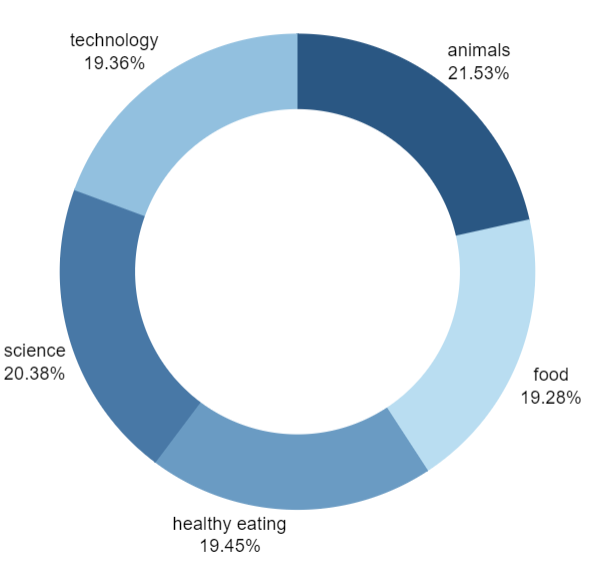 technology
19.36%
animals
21.53%
science
20.38%
food
19.28%
healthy eating
19.45%